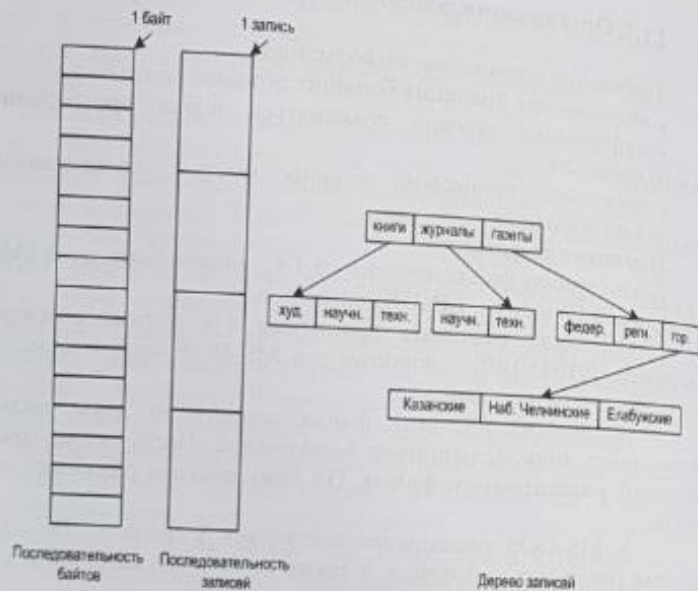 1 байт
1 запись
книги журналы газеты
худ. научн. техн.
научн. техн.
федер. реги. гор.
Казанские Наб. Челнинские Елабужские
Последовательность
байтов
Последовательность
записей
Дерево записей